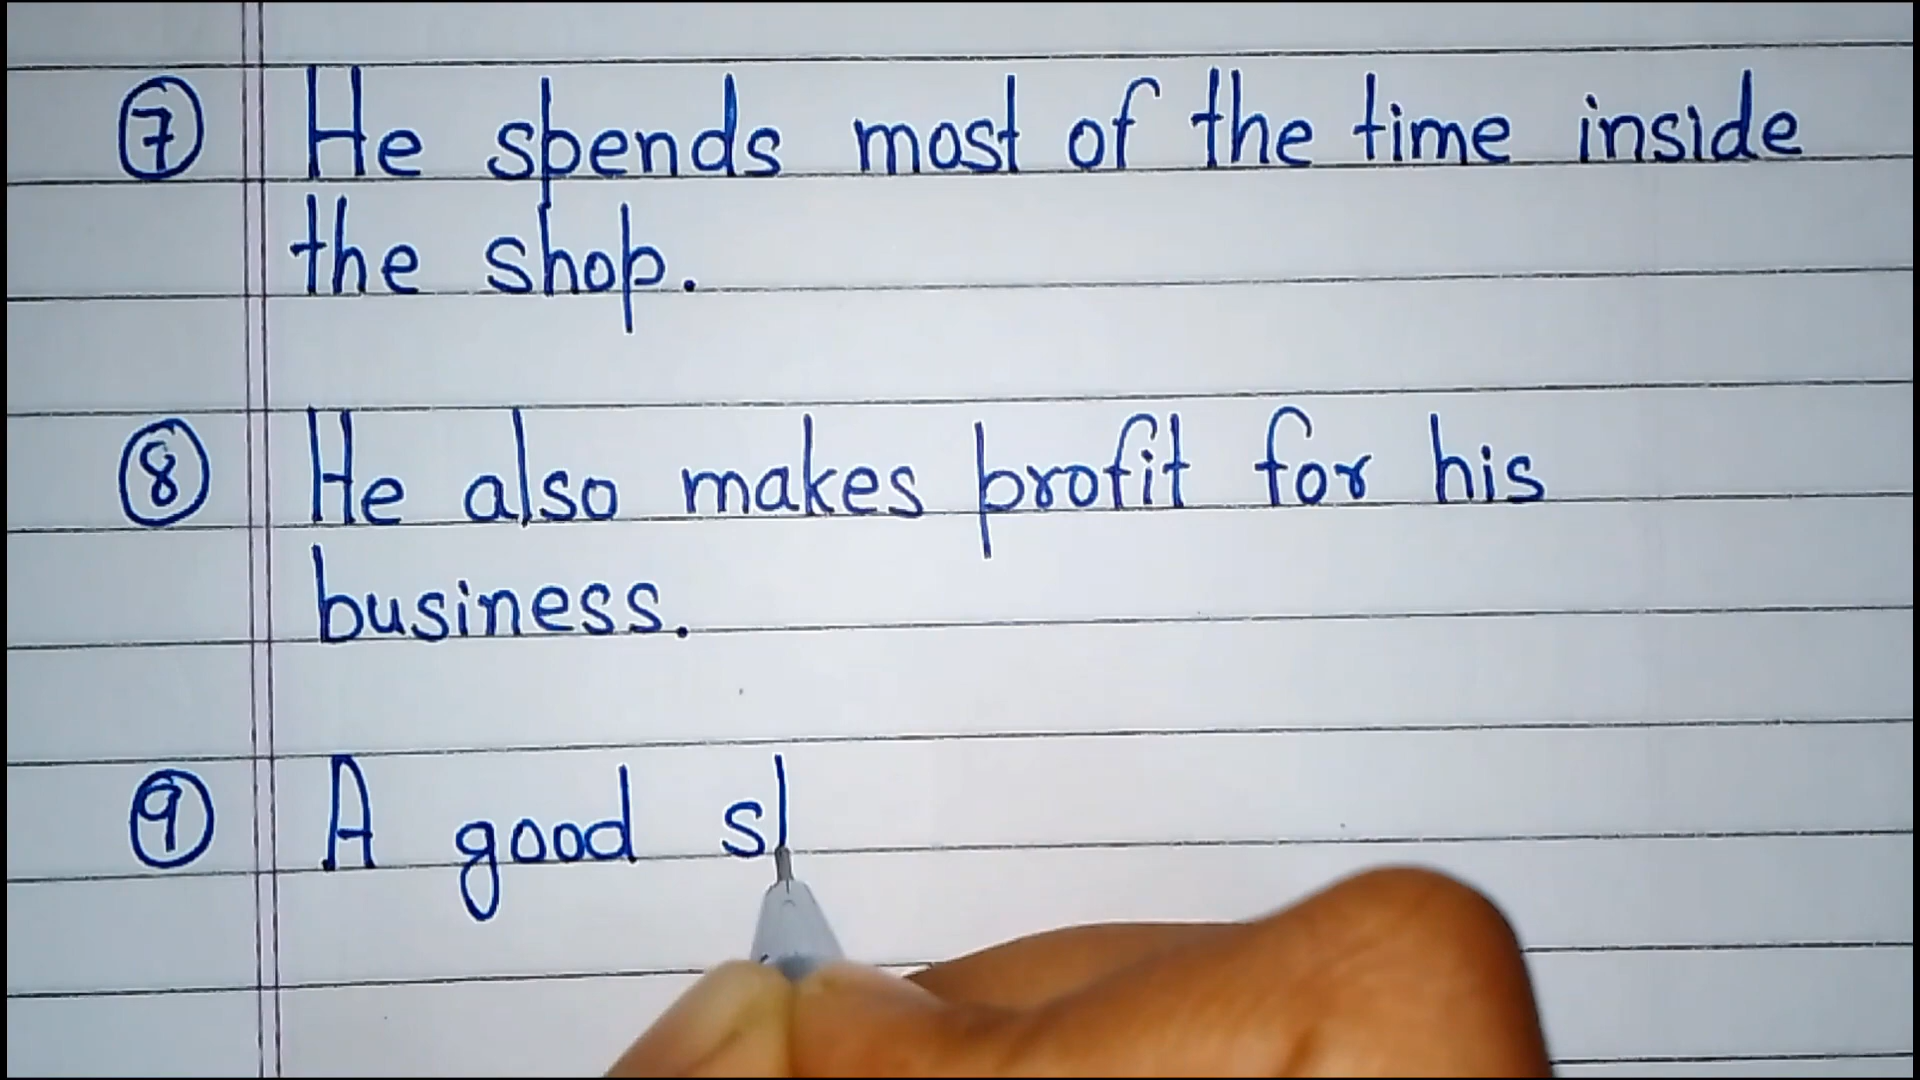 7 He spends most of the time inside
the shop.
8 He also makes profit for his
business.
9 A good